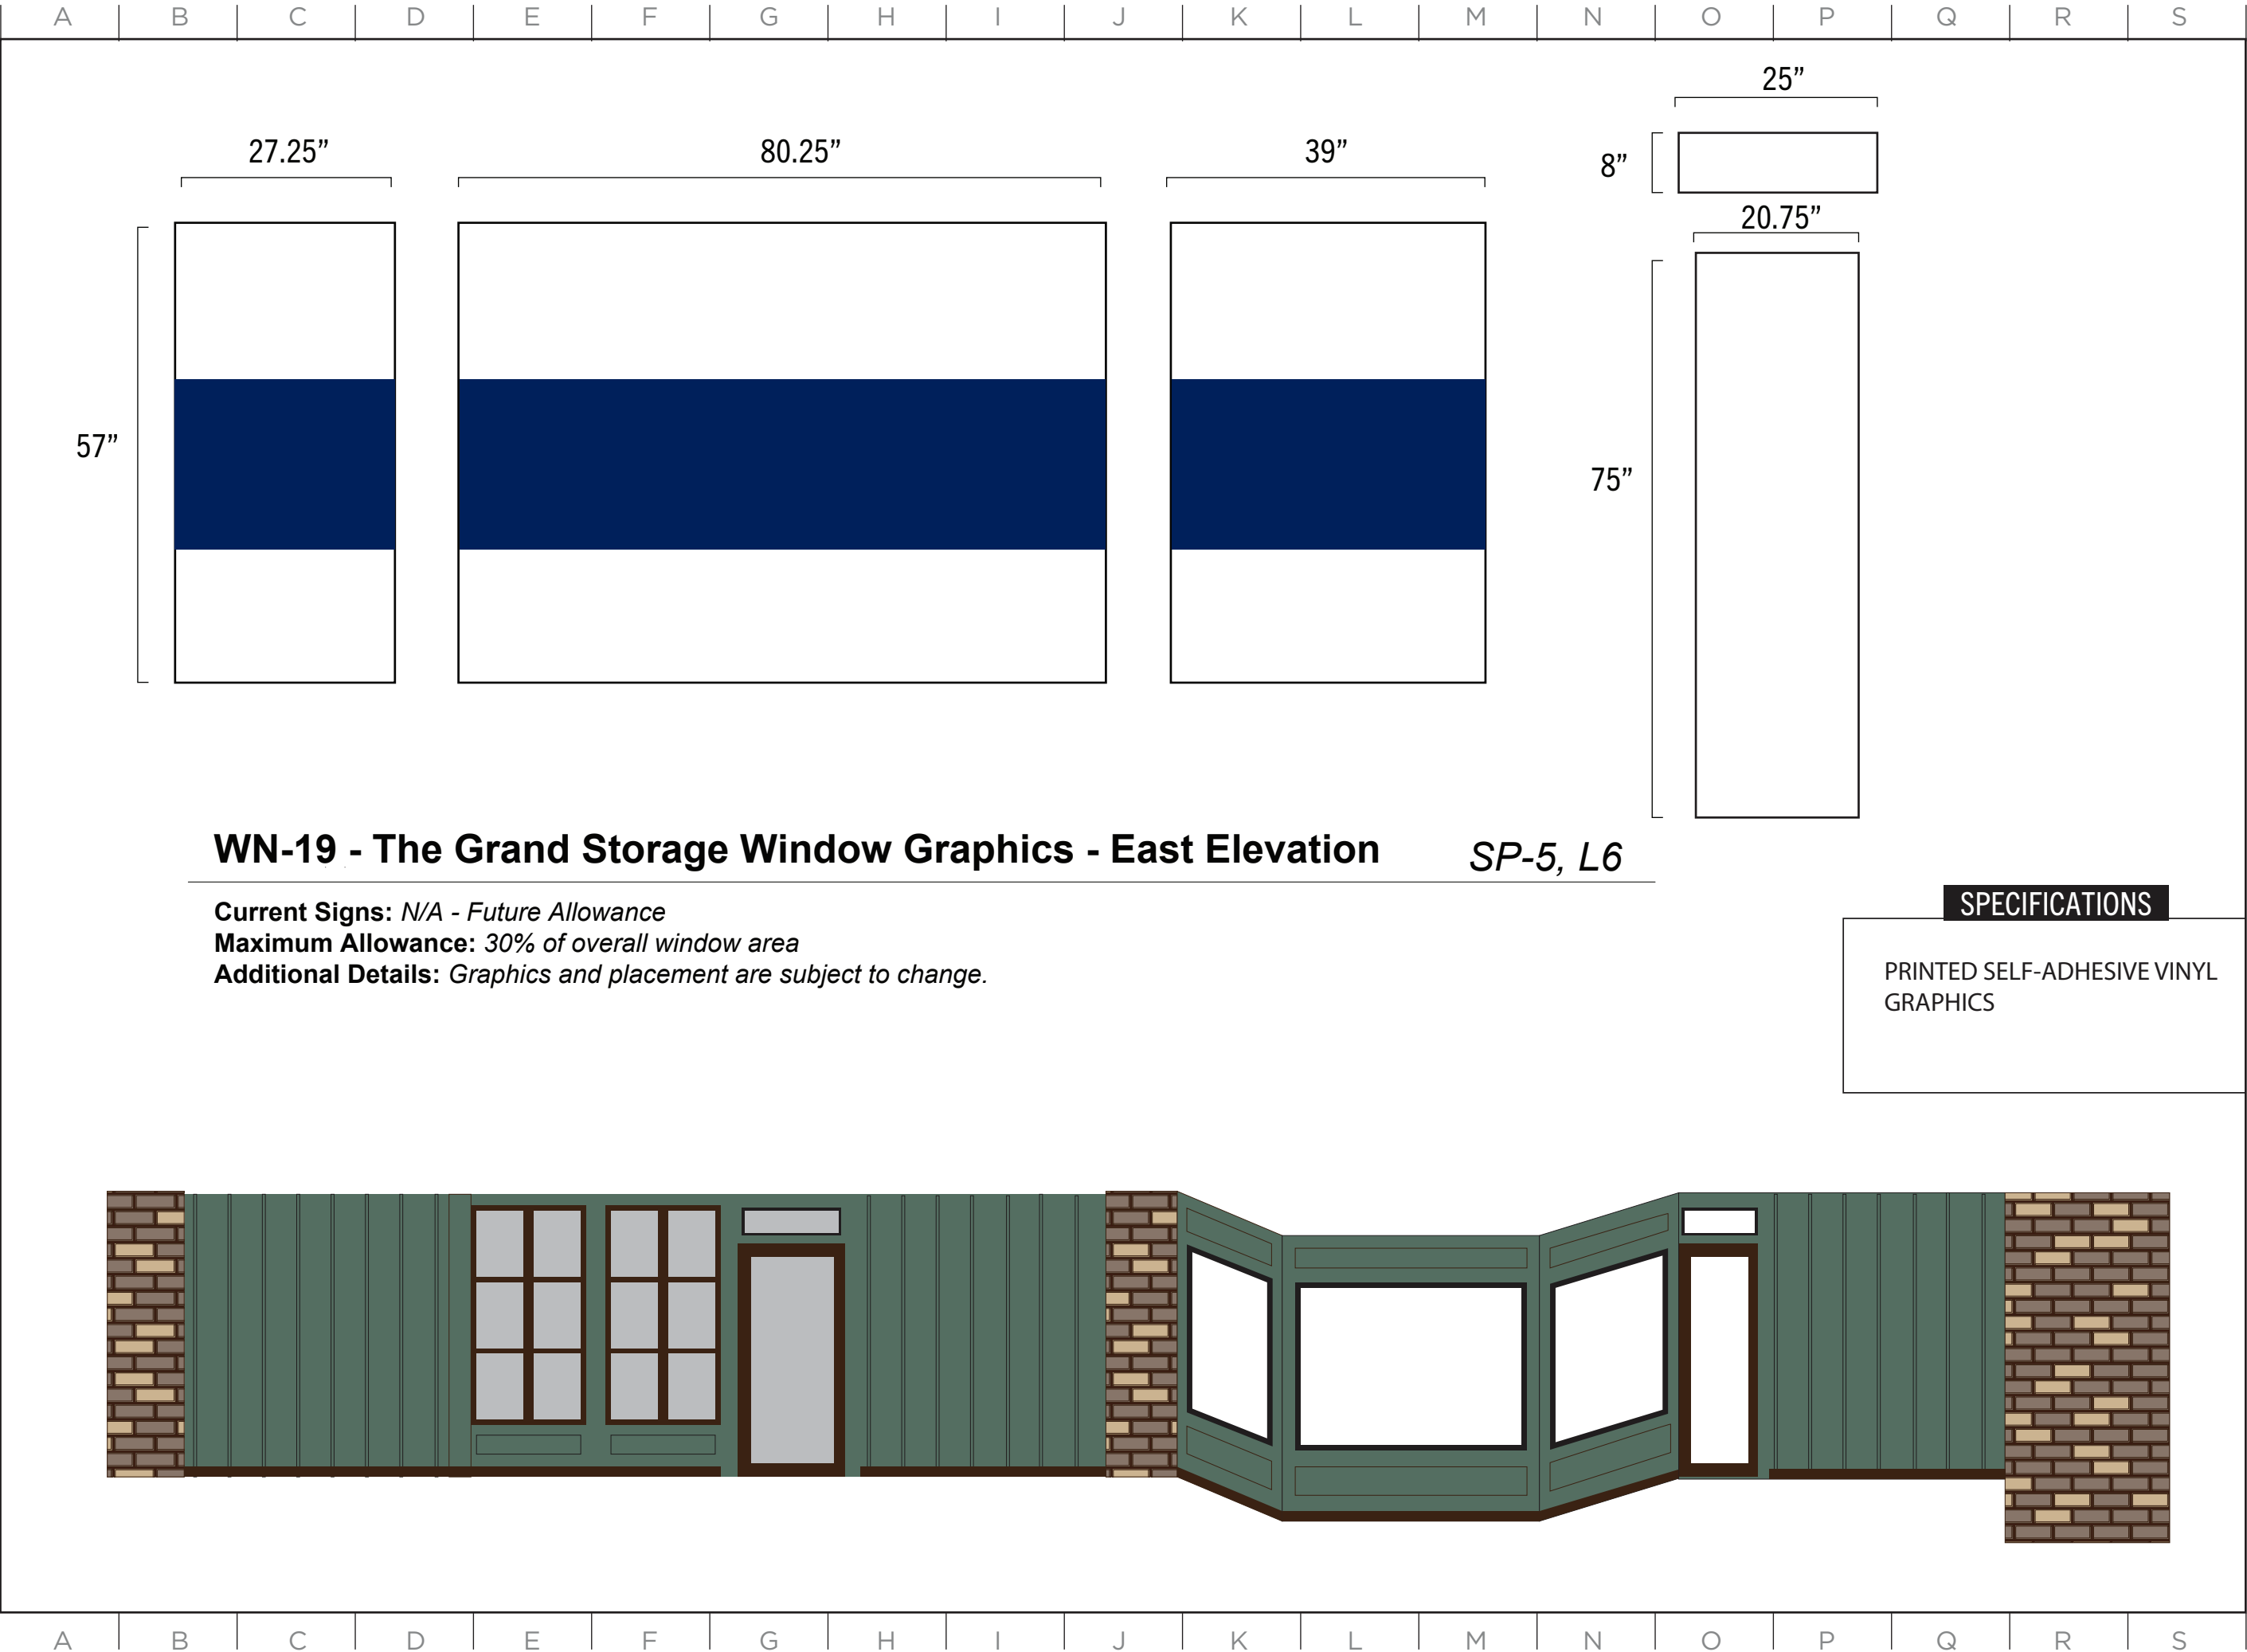 A B C D E F G H I J K L M N O P Q R S
25”
27.25” 80.25” 39”
8”
20.75”
57”
75”
WN-19 - The Grand Storage Window Graphics - East Elevation SP-5, L6
Current Signs: N/A - Future Allowance
Maximum Allowance: 30% of overall window area
Additional Details: Graphics and placement are subject to change.
SPECIFICATIONS
PRINTED SELF-ADHESIVE VINYL
GRAPHICS
A B C D E F G H I J K L M N O P Q R S